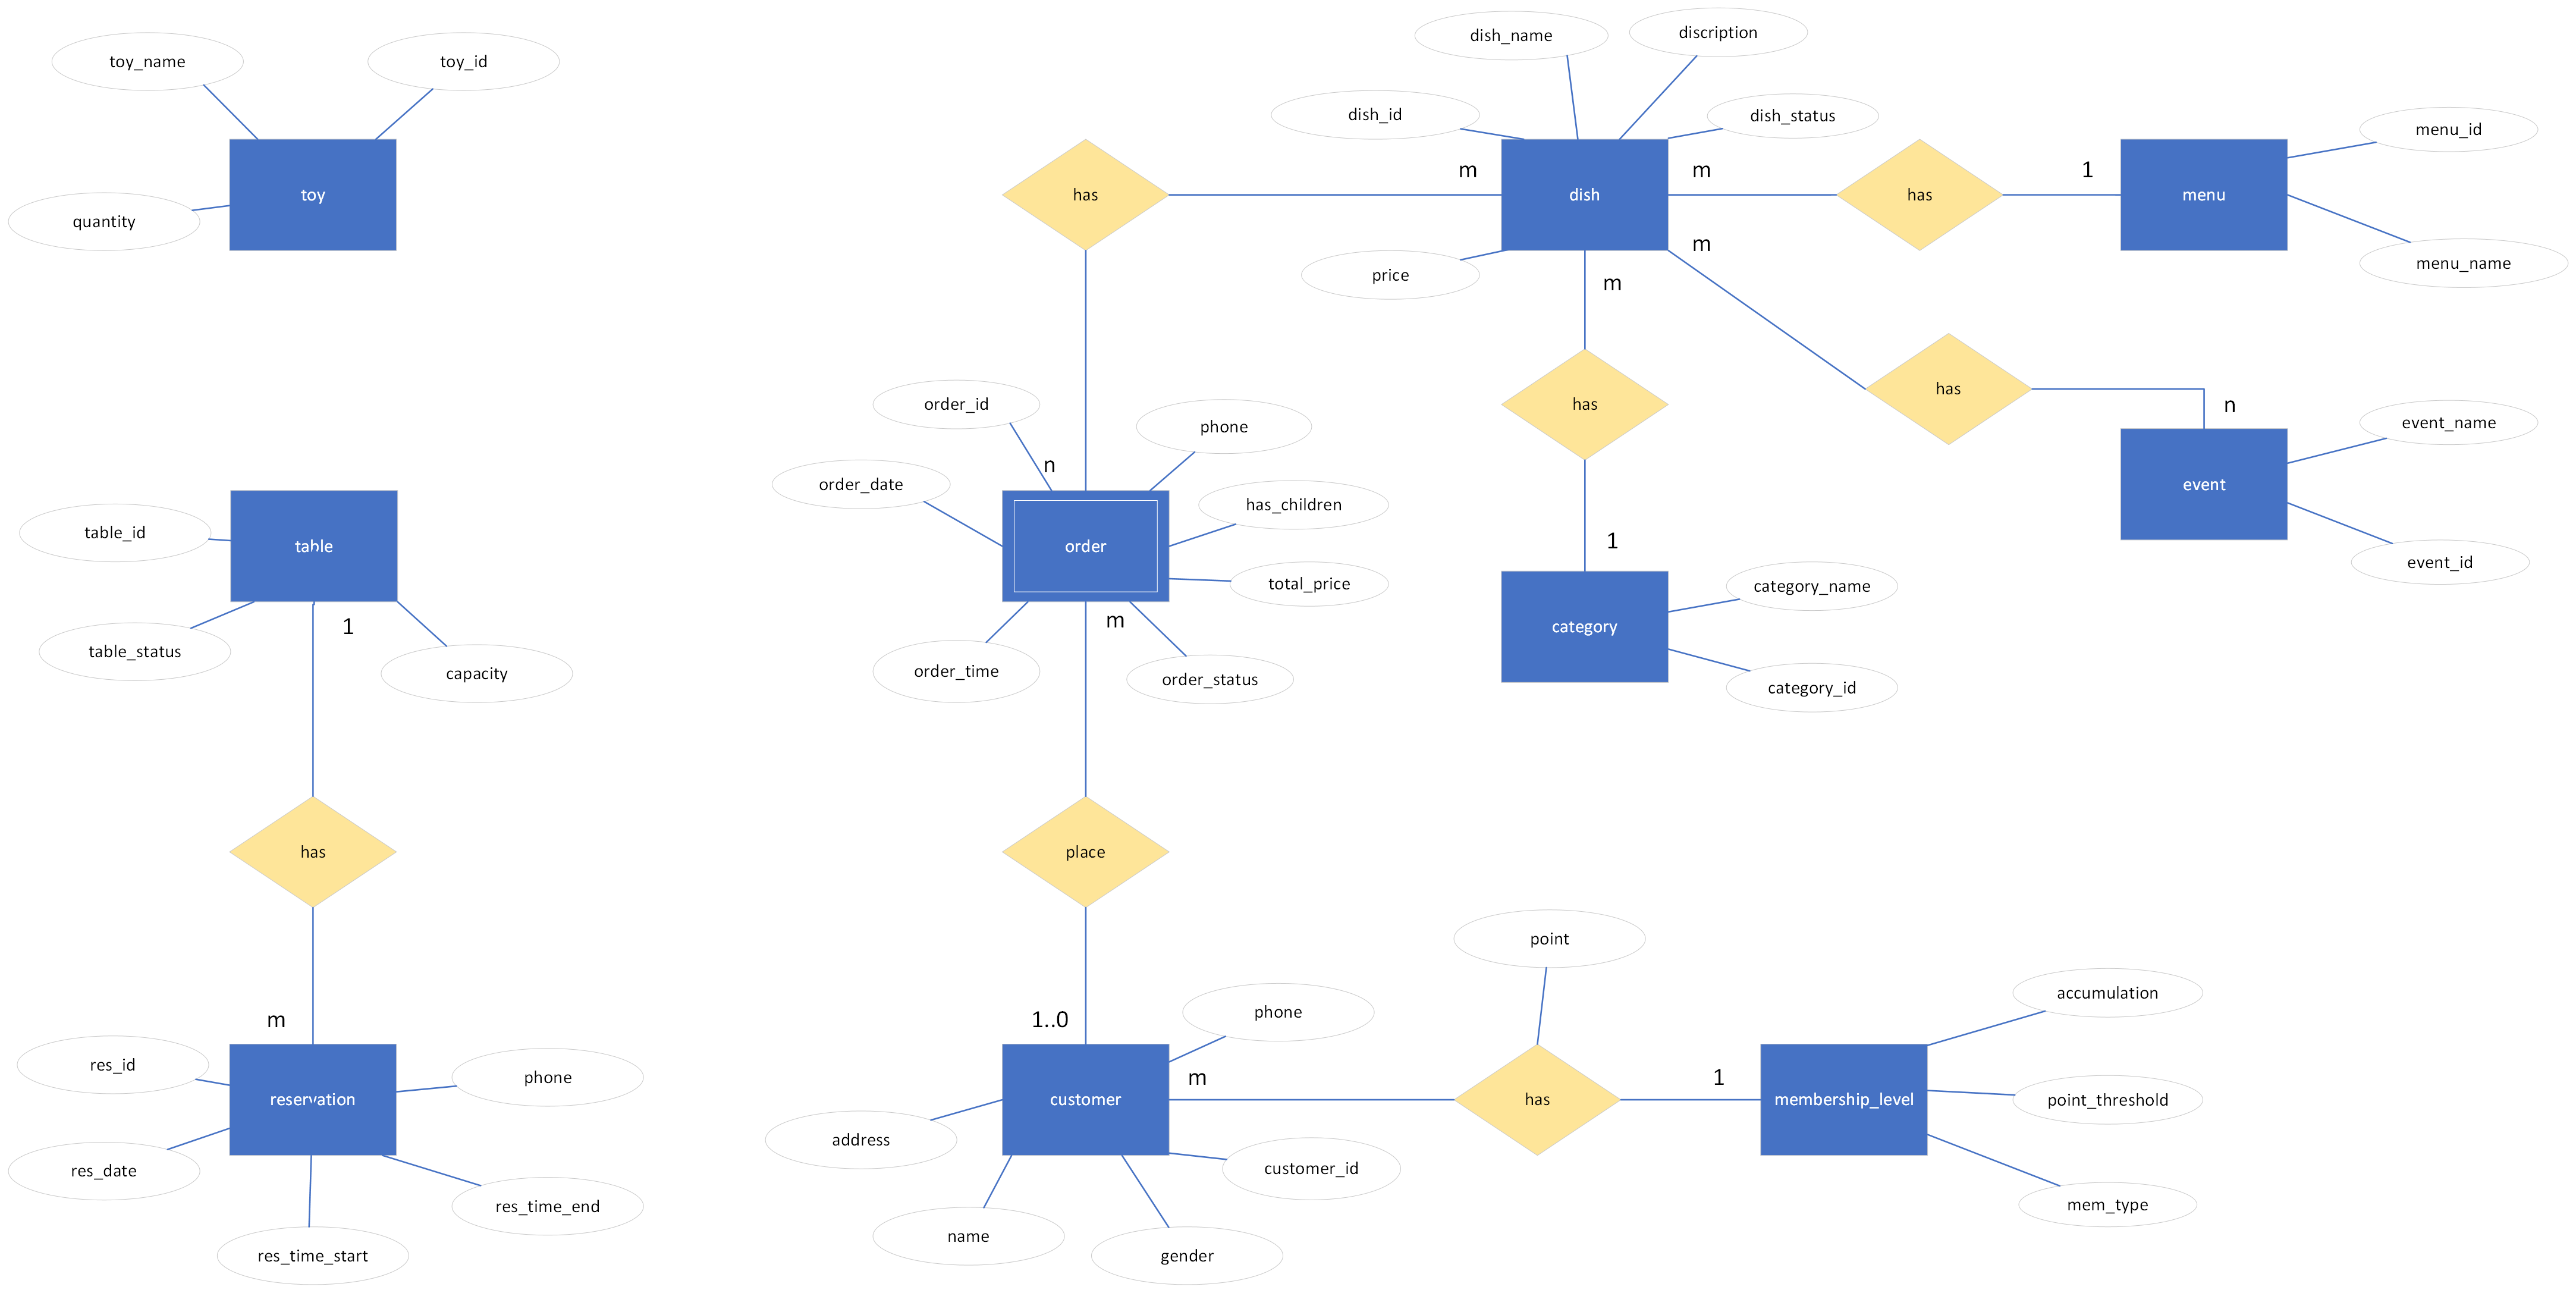 dish_name
discription
toy_name
toy_id
dish_id
dish_status
menu_id
m
m
1
toy
has
dish
has
menu
quantity
m
price
m
menu_name
has
has
order_id
n
event_name
phone
n
order_date
event
has_children
table_id
table
order
1
event_id
total_price
category_name
1
m
category
table_status
capacity
order_time
order_status
category_id
has
place
point
accumulation
m
1..0
phone
res_id
phone
m
1
reservation
customer
has
membership_level
point_threshold
address
res_date
customer_id
res_time_end
mem_type
name
res_time_start
gender